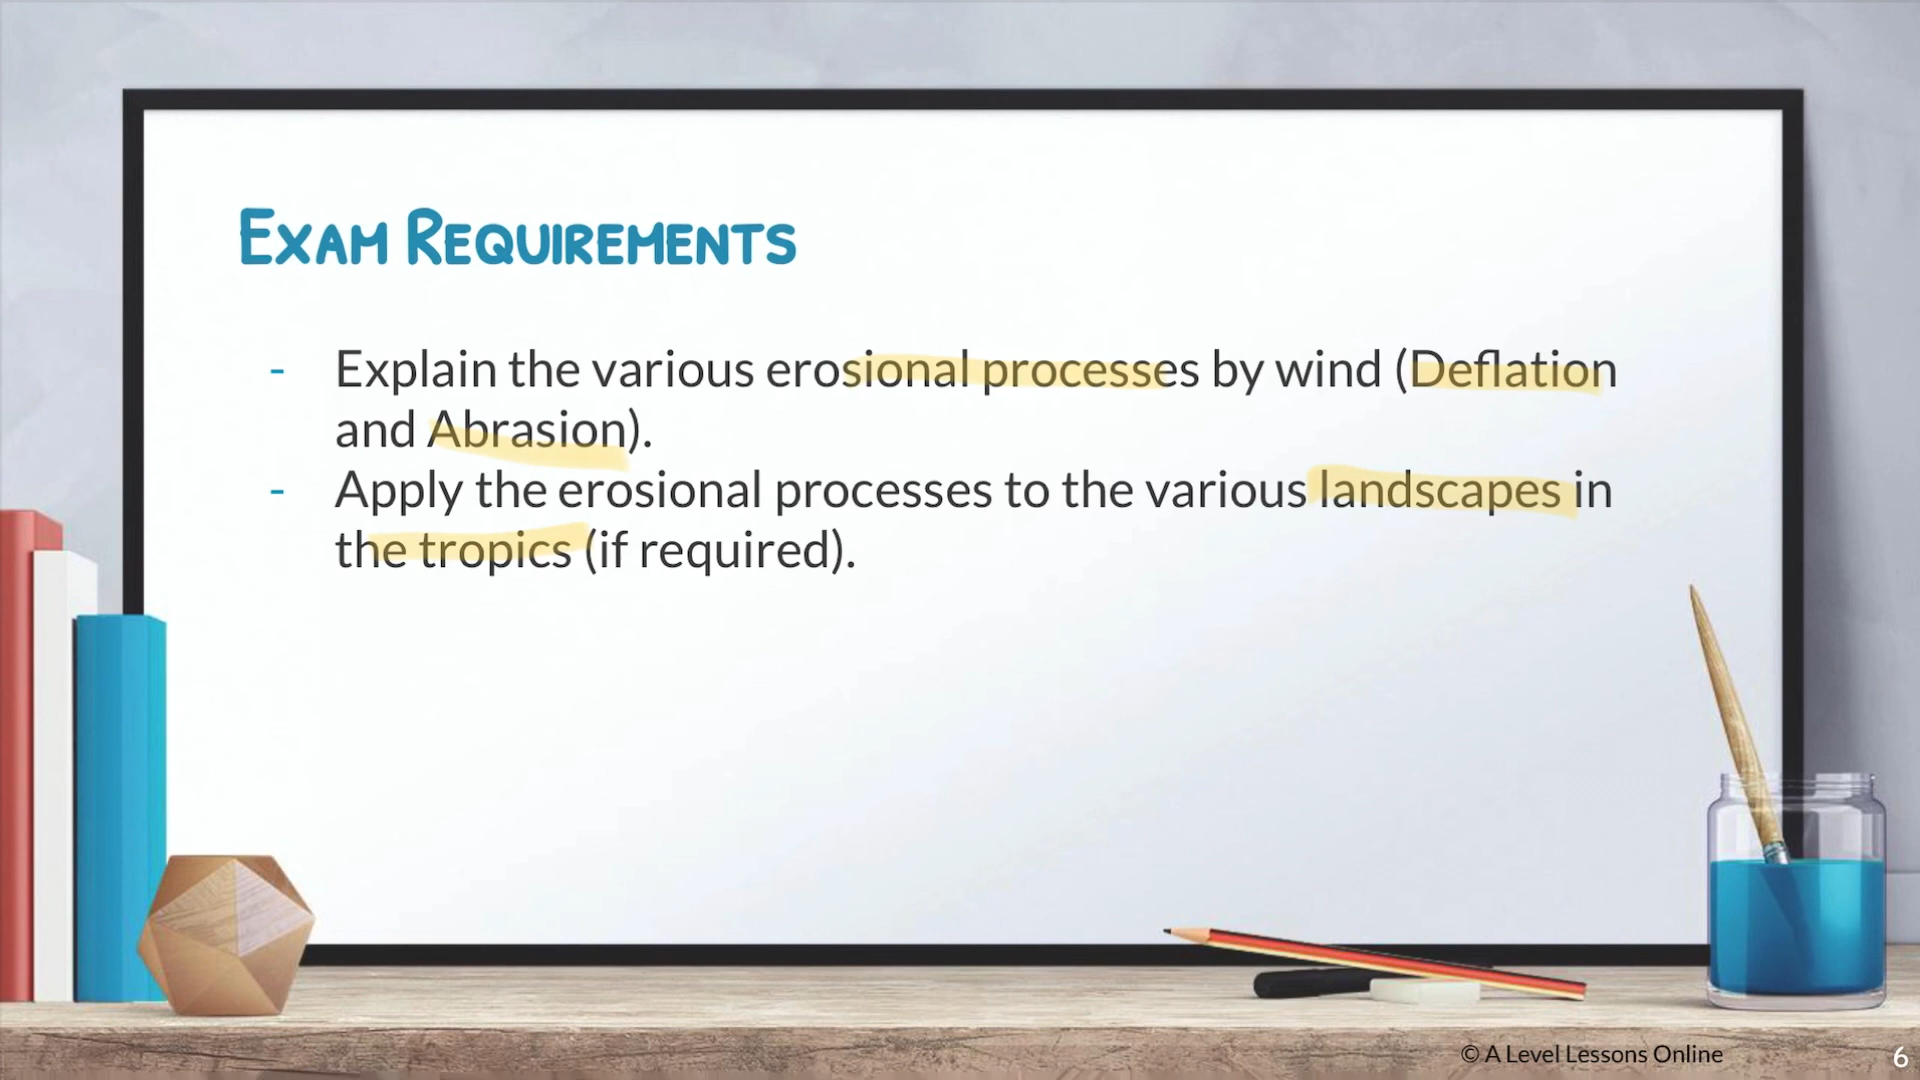 Exam Requirements
- Explain the various erosional processes by wind (Deflation
and Abrasion).
- Apply the erosional processes to the various landscapes in
the tropics (if required).
© A Level Lessons Online
6